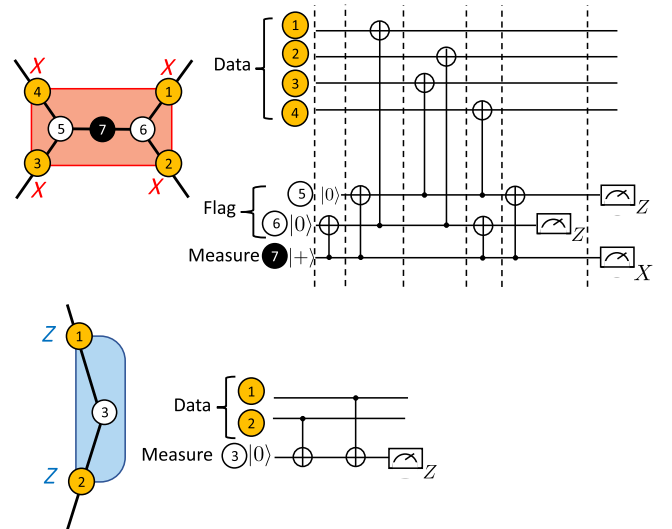 X X
4 1
5 7 6
3 2
X X
Data
1
2
3
4
Flag
5 |0⟩
6 |0⟩
Measure 7 |+⟩
Z
Z
X
Z 1
3
Z 2
Data
1
2
Measure 3 |0⟩
Z